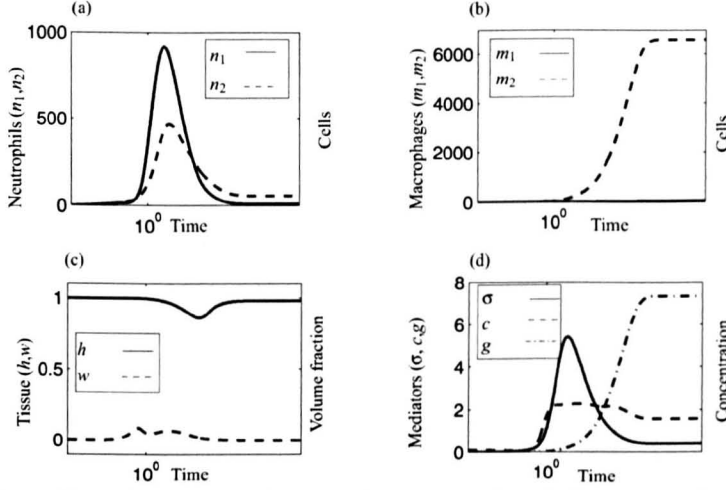 (a)
1000
500
0
Neutrophils (n₁,n₂)
n₁
n₂
Cells
10⁰ Time
(b)
6000
4000
2000
0
Macrophages (m₁,m₂)
m₁
m₂
Cells
10⁰ Time
(c)
1
0.5
0
Tissue (h,w)
h
w
Volume fraction
10⁰ Time
(d)
8
6
4
2
0
Mediators (σ, c,g)
σ
c
g
Concentration
10⁰ Time